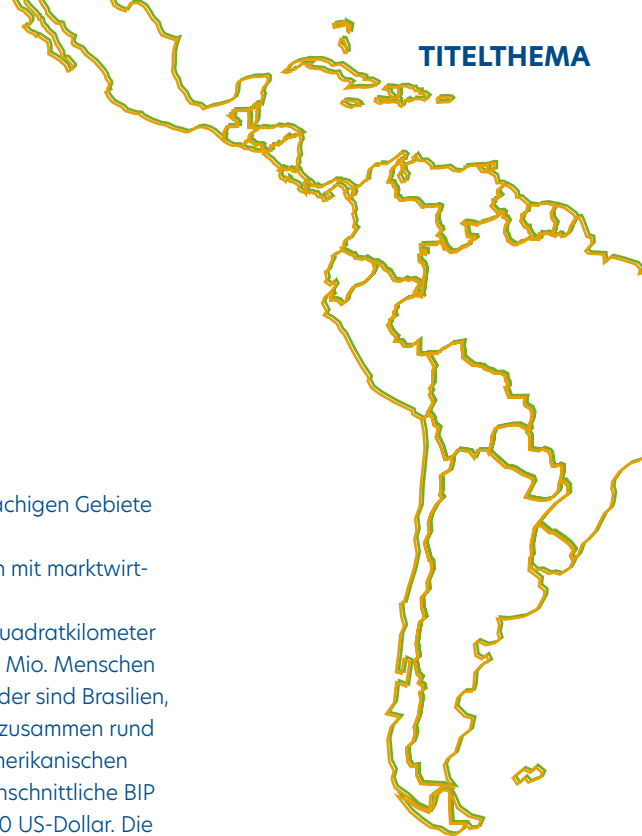 TITELTHEMA
achigen Gebiete
n mit marktwirt-
uadratkilometer
Mio. Menschen
der sind Brasilien,
zusammen rund
nerikanischen
nschnittliche BIP
0 US-Dollar. Die